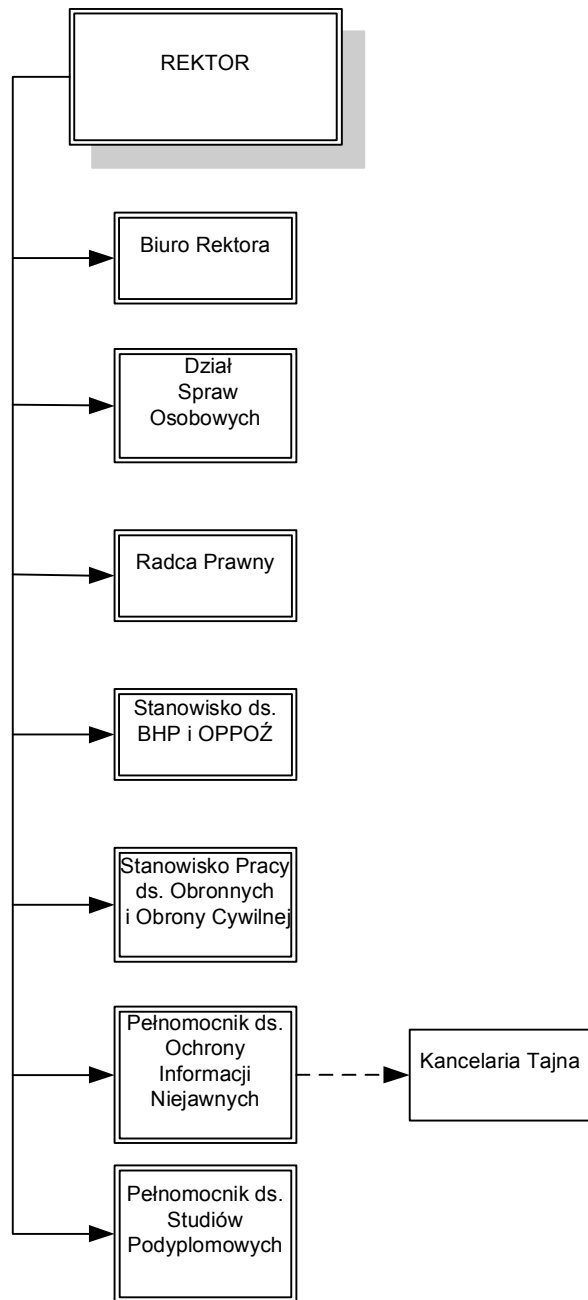 REKTOR
Biuro Rektora
Dział
Spraw
Osobowych
Radca Prawny
Stanowisko ds.
BHP i OPPOŹ
Stanowisko Pracy
ds. Obronnych
i Obrony Cywilnej
Pełnomocnik ds.
Ochrony
Informacji
Niejawnych
Kancelaria Tajna
Pełnomocnik ds.
Studiów
Podyplomowych